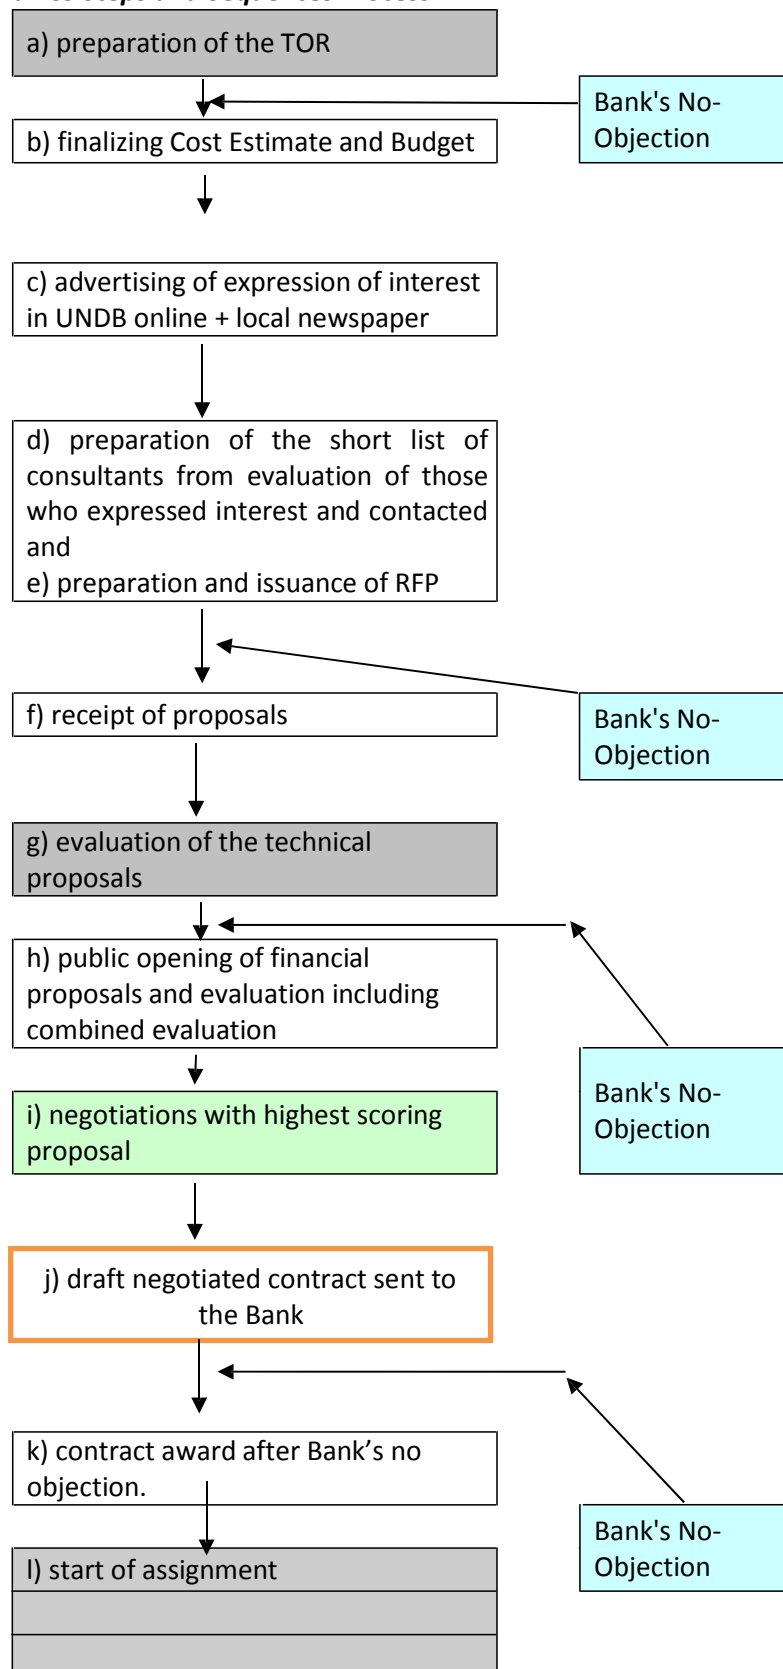 a) preparation of the TOR
Bank's No-
Objection
b) finalizing Cost Estimate and Budget
c) advertising of expression of interest
in UNDB online + local newspaper
d) preparation of the short list of
consultants from evaluation of those
who expressed interest and contacted
and
e) preparation and issuance of RFP
f) receipt of proposals
Bank's No-
Objection
g) evaluation of the technical
proposals
h) public opening of financial
proposals and evaluation including
combined evaluation
Bank's No-
Objection
i) negotiations with highest scoring
proposal
j) draft negotiated contract sent to
the Bank
k) contract award after Bank’s no
objection.
Bank's No-
Objection
l) start of assignment